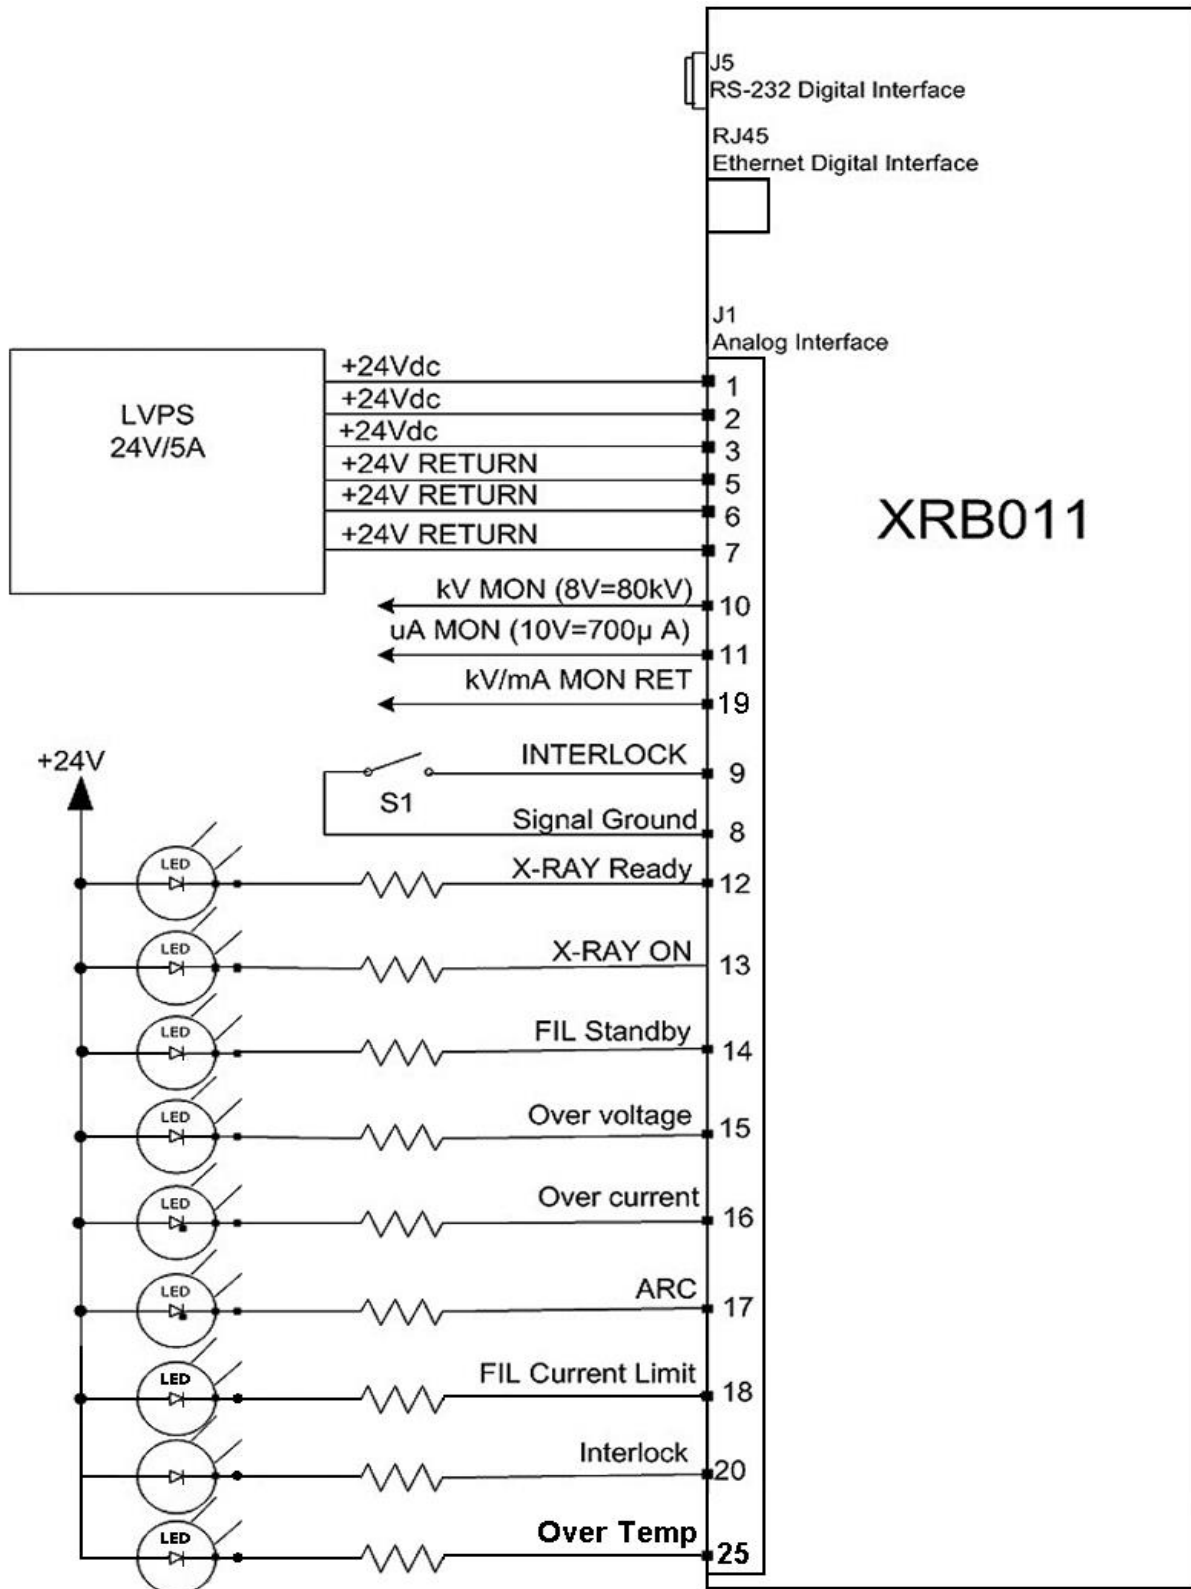 J5
RS-232 Digital Interface
RJ45
Ethernet Digital Interface
J1
Analog Interface
LVPS
24V/5A
XRB011
+24Vdc
1
+24Vdc
2
+24Vdc
3
+24V RETURN
5
+24V RETURN
6
+24V RETURN
7
kV MON (8V=80kV)
10
uA MON (10V=700µ A)
11
kV/mA MON RET
19
+24V
INTERLOCK
9
S1
Signal Ground
8
LED
X-RAY Ready
12
LED
X-RAY ON
13
LED
FIL Standby
14
LED
Over voltage
15
LED
Over current
16
LED
ARC
17
LED
FIL Current Limit
18
Interlock
20
LED
Over Temp
25